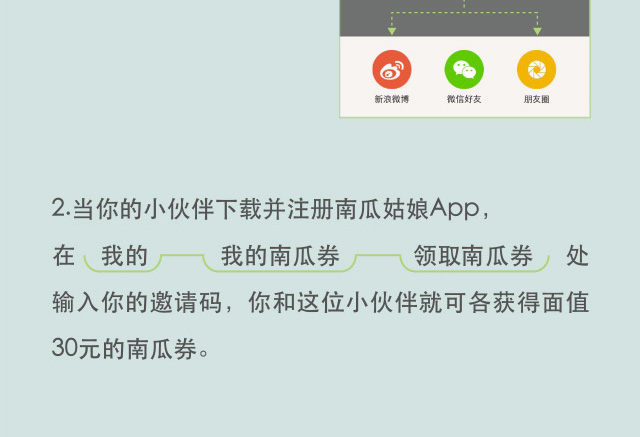 新浪微博 微信好友 朋友圈
2.当你的小伙伴下载并注册南瓜姑娘App，
在 我的 我的南瓜券 领取南瓜券 处
输入你的邀请码，你和这位小伙伴就可各获得面值
30元的南瓜券。